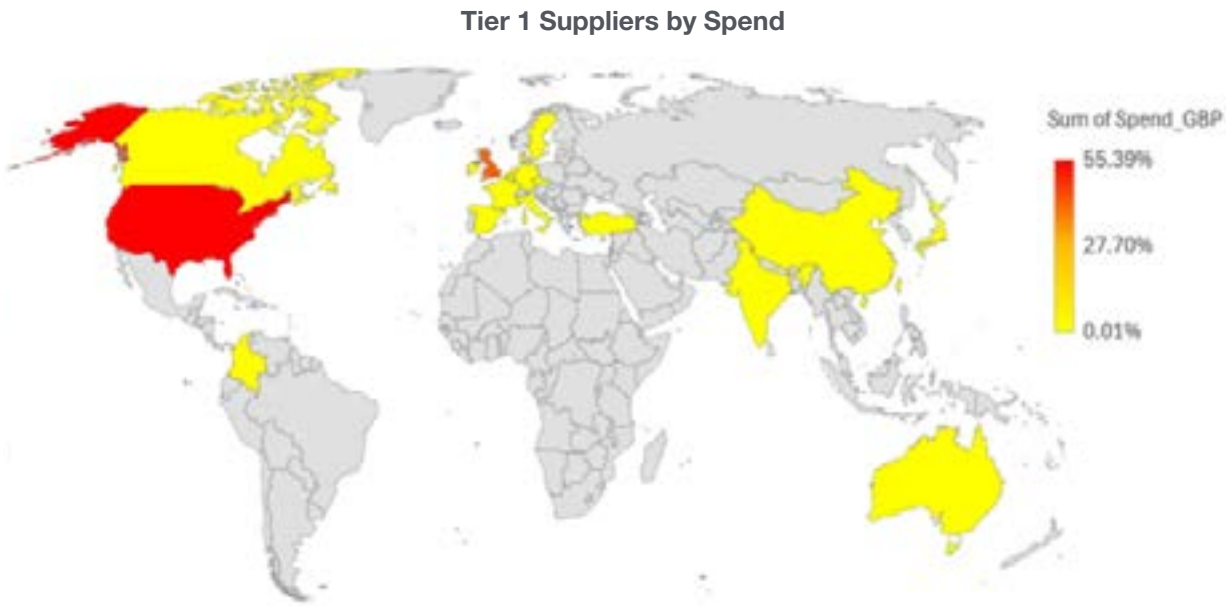 Tier 1 Suppliers by Spend
Sum of Spend_GBP
55.39%
27.70%
0.01%